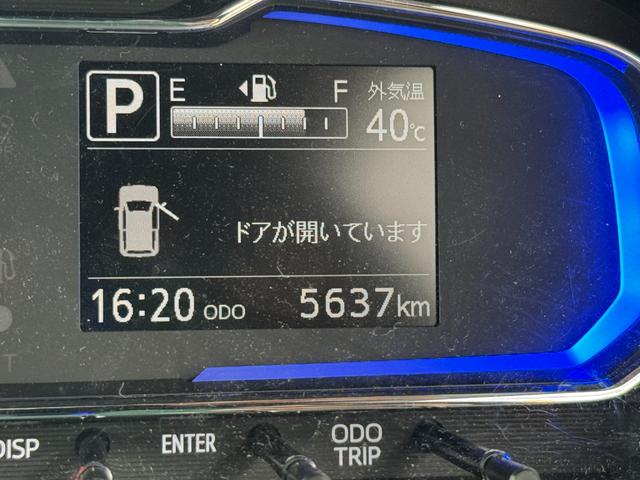 P E F 外気温
40℃
ドアが開いています
16:20 ODO 5637km
T
DISP ENTER ODO
TRIP